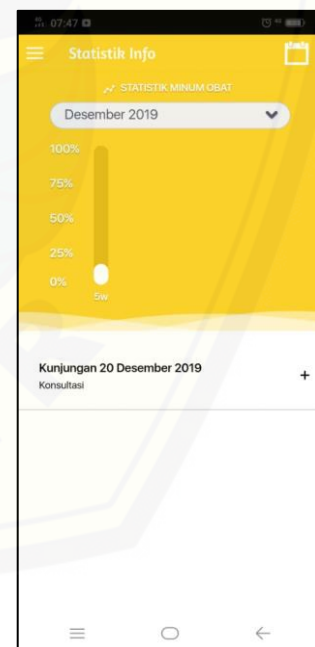 07:47
Statistik Info
STATISTIK MINUM OBAT
Desember 2019
100%
75%
50%
25%
0%
5w
Kunjungan 20 Desember 2019
Konsultasi